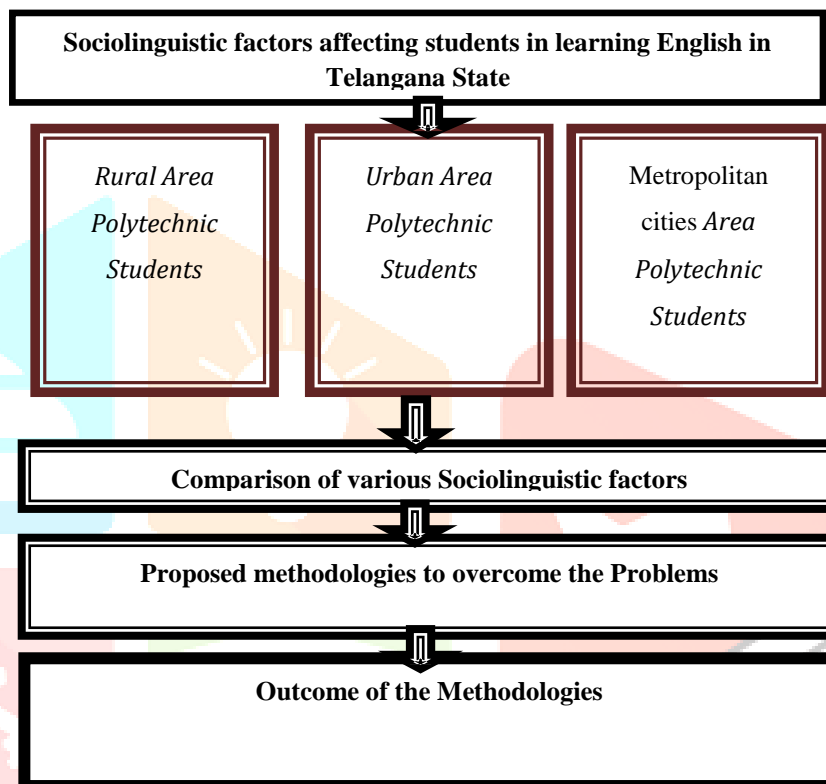 Sociolinguistic factors affecting students in learning English in
Telangana State
Rural Area
Polytechnic
Students
Urban Area
Polytechnic
Students
Metropolitan
cities Area
Polytechnic
Students
Comparison of various Sociolinguistic factors
Proposed methodologies to overcome the Problems
Outcome of the Methodologies